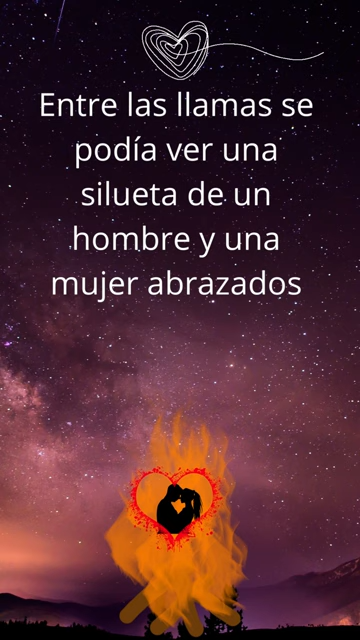 Entre las llamas se
podía ver una
silueta de un
hombre y una
mujer abrazados